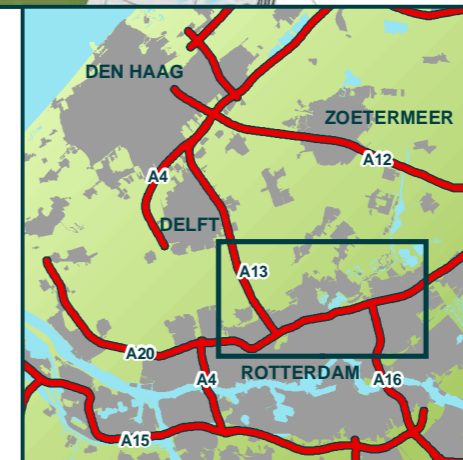 DEN HAAG
ZOETERMEER
A12
A4
DELFT
A13
A20
ROTTERDAM
A4
A16
A15